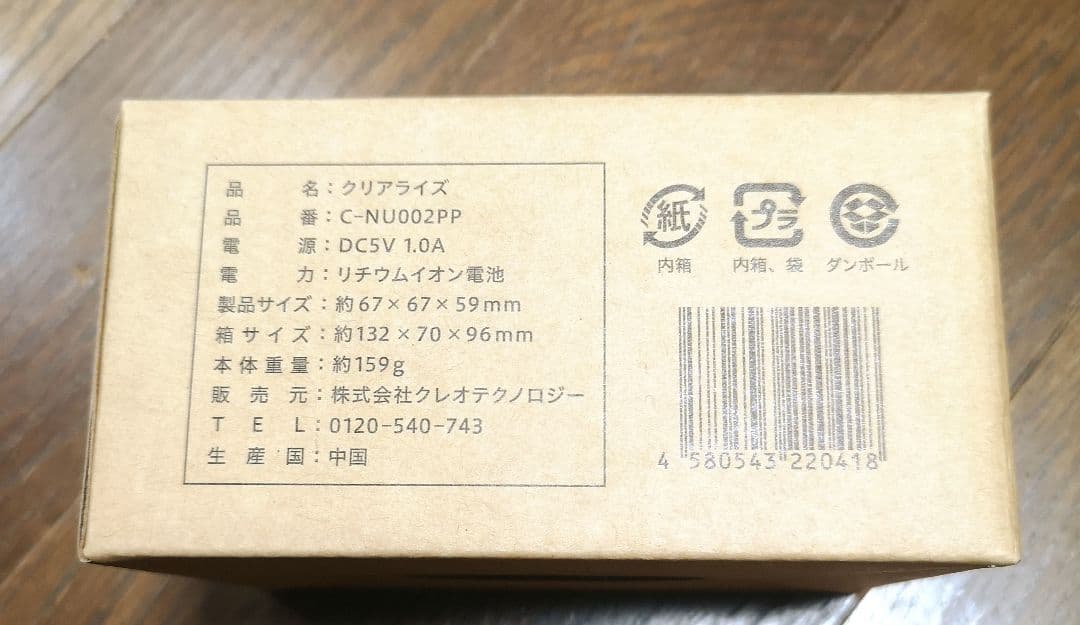 品名：クリアライズ
品番：C-NU002PP
電源：DC5V 1.0A
電力：リチウムイオン電池
製品サイズ：約67×67×59mm
箱サイズ：約132×70×96mm
本体重量：約159g
販売元：株式会社クレオテクノロジー
TEL：0120-540-743
生産国：中国
紙 プラ
内箱 内箱、袋 ダンボール
4 580543 220418